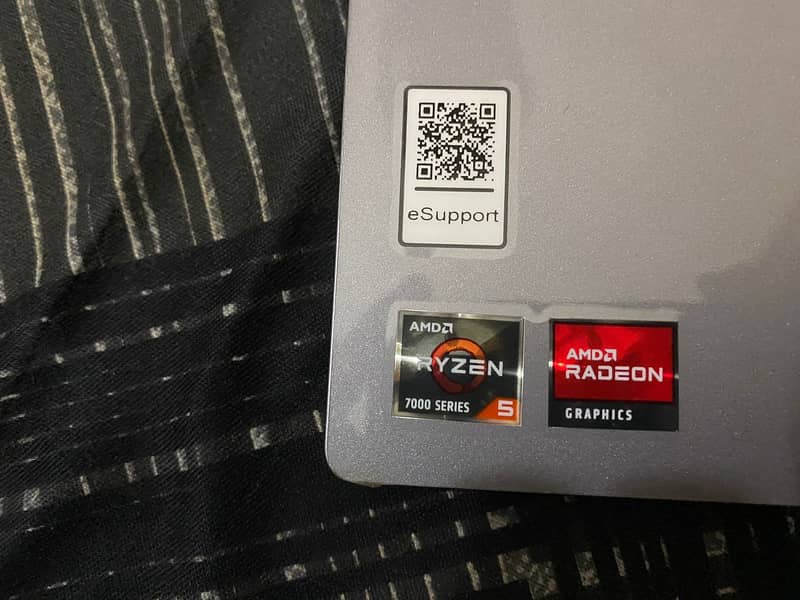 eSupport
AMD
RYZEN
7000 SERIES 5
AMD
RADEON
GRAPHICS